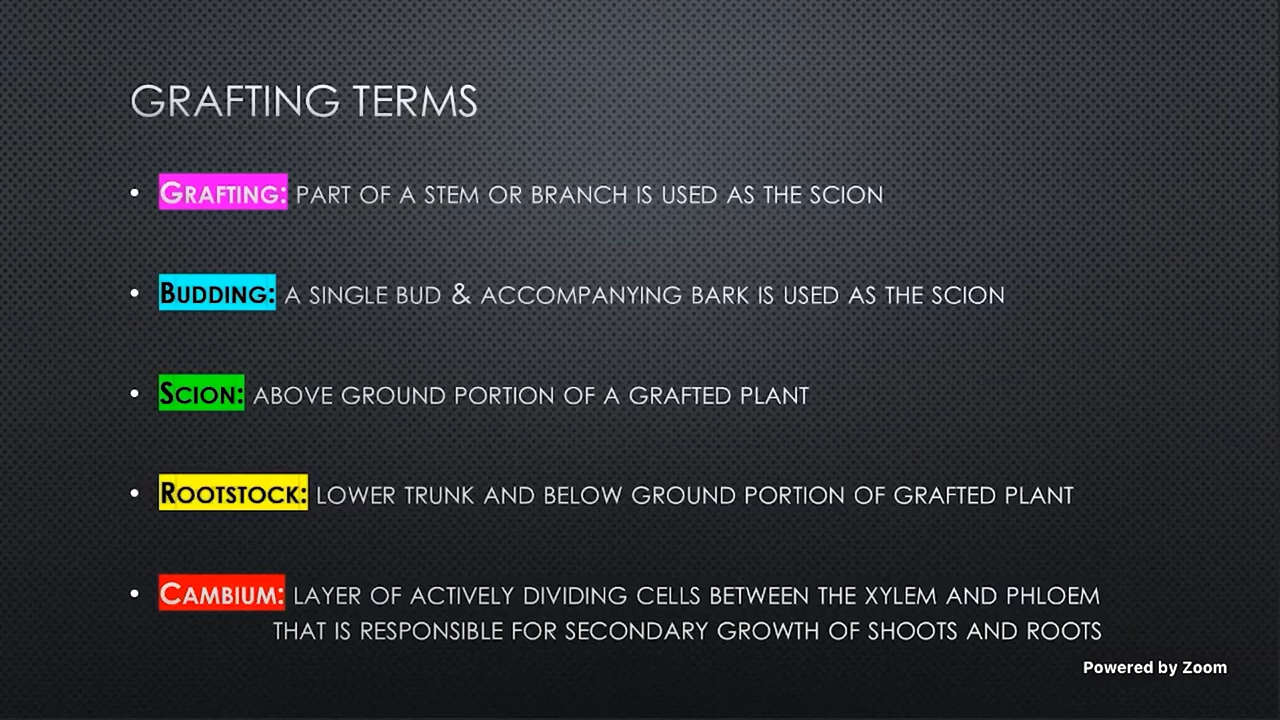 GRAFTING TERMS
• GRAFTING: PART OF A STEM OR BRANCH IS USED AS THE SCION
• BUDDING: A SINGLE BUD & ACCOMPANYING BARK IS USED AS THE SCION
• SCION: ABOVE GROUND PORTION OF A GRAFTED PLANT
• ROOTSTOCK: LOWER TRUNK AND BELOW GROUND PORTION OF GRAFTED PLANT
• CAMBIUM: LAYER OF ACTIVELY DIVIDING CELLS BETWEEN THE XYLEM AND PHLOEM
THAT IS RESPONSIBLE FOR SECONDARY GROWTH OF SHOOTS AND ROOTS
Powered by Zoom